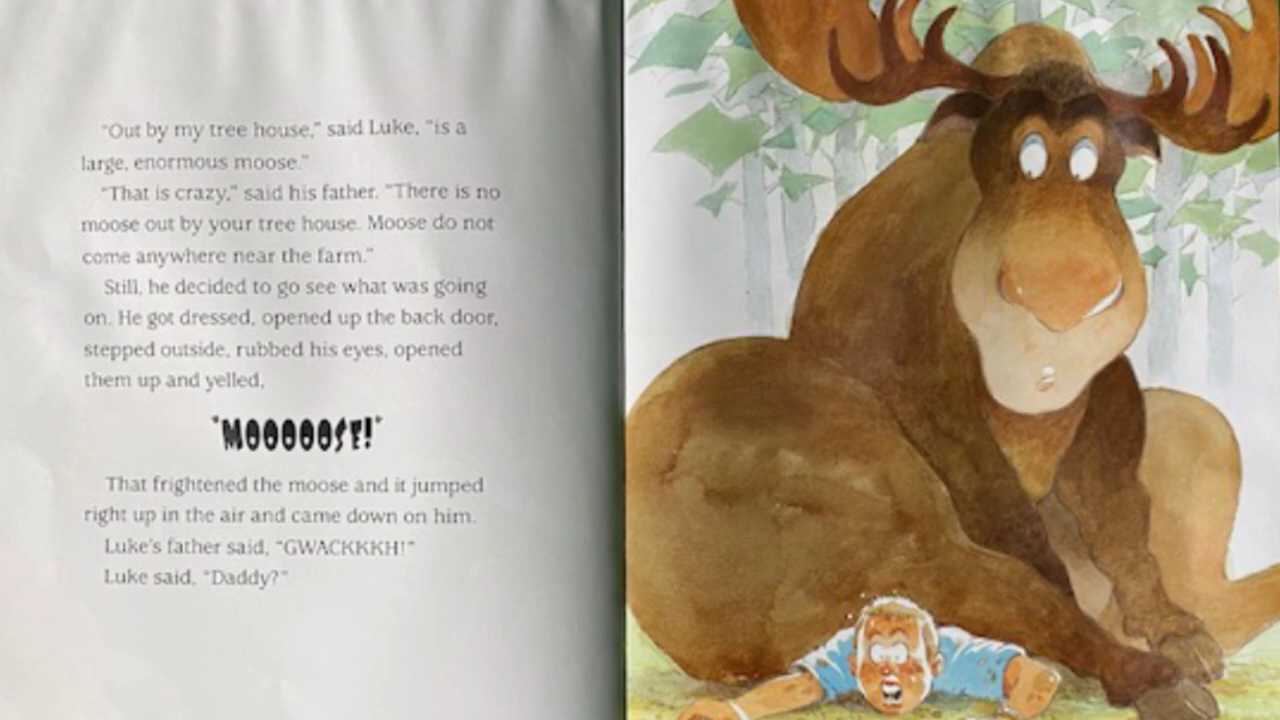 "Out by my tree house," said Luke, "is a
large, enormous moose."
"That is crazy," said his father. "There is no
moose out by your tree house. Moose do not
come anywhere near the farm."
Still, he decided to go see what was going
on. He got dressed, opened up the back door,
stepped outside, rubbed his eyes, opened
them up and yelled,
"MOOOOOSE!"
That frightened the moose and it jumped
right up in the air and came down on him.
Luke's father said, "GWACKKKH!"
Luke said, "Daddy?"